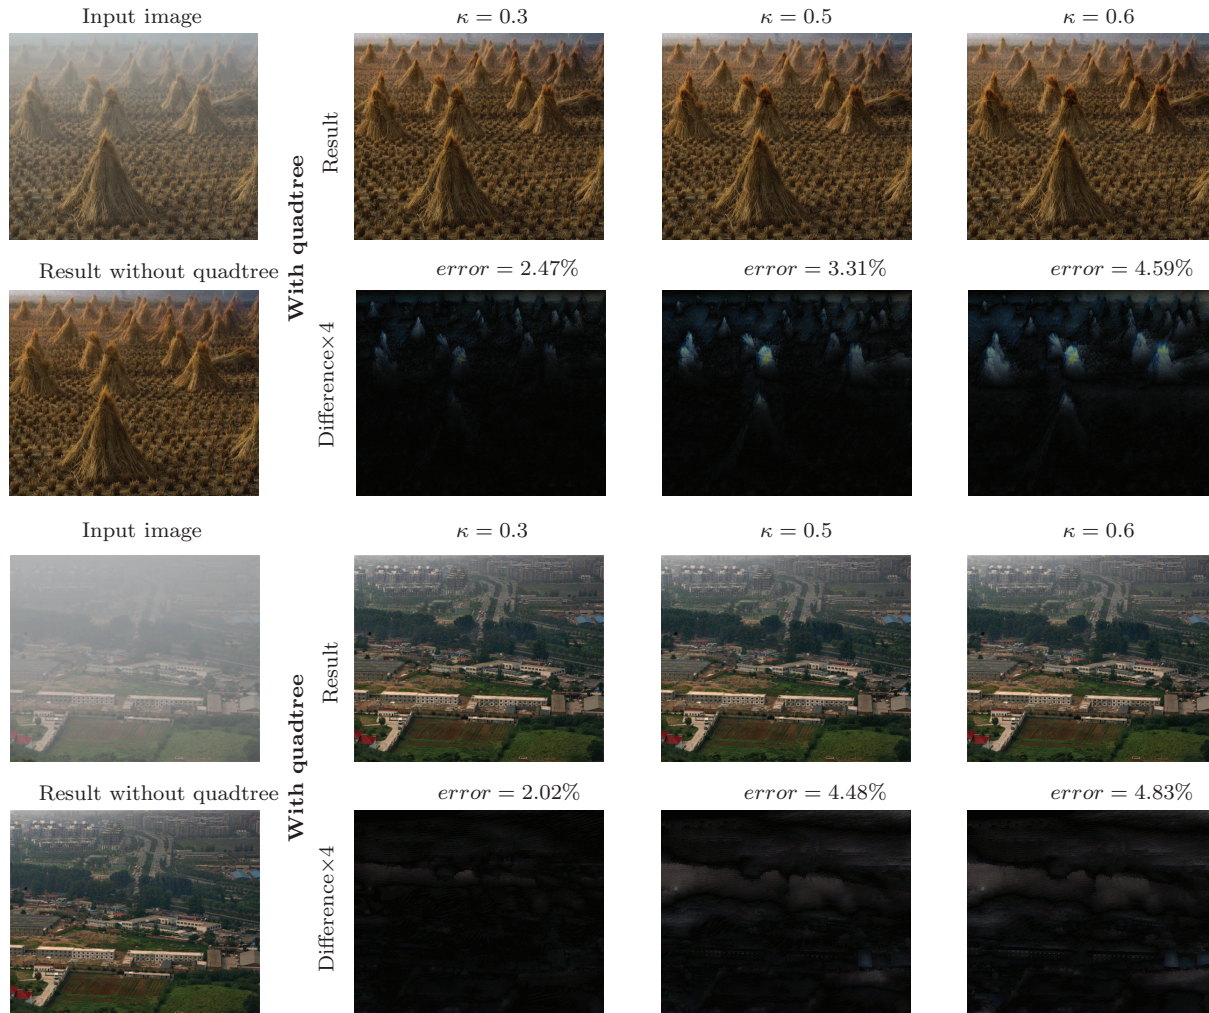 Input image
κ = 0.3
κ = 0.5
κ = 0.6
Result
With quadtree
Result without quadtree
error = 2.47%
error = 3.31%
error = 4.59%
Difference×4
Input image
κ = 0.3
κ = 0.5
κ = 0.6
Result
With quadtree
Result without quadtree
error = 2.02%
error = 4.48%
error = 4.83%
Difference×4